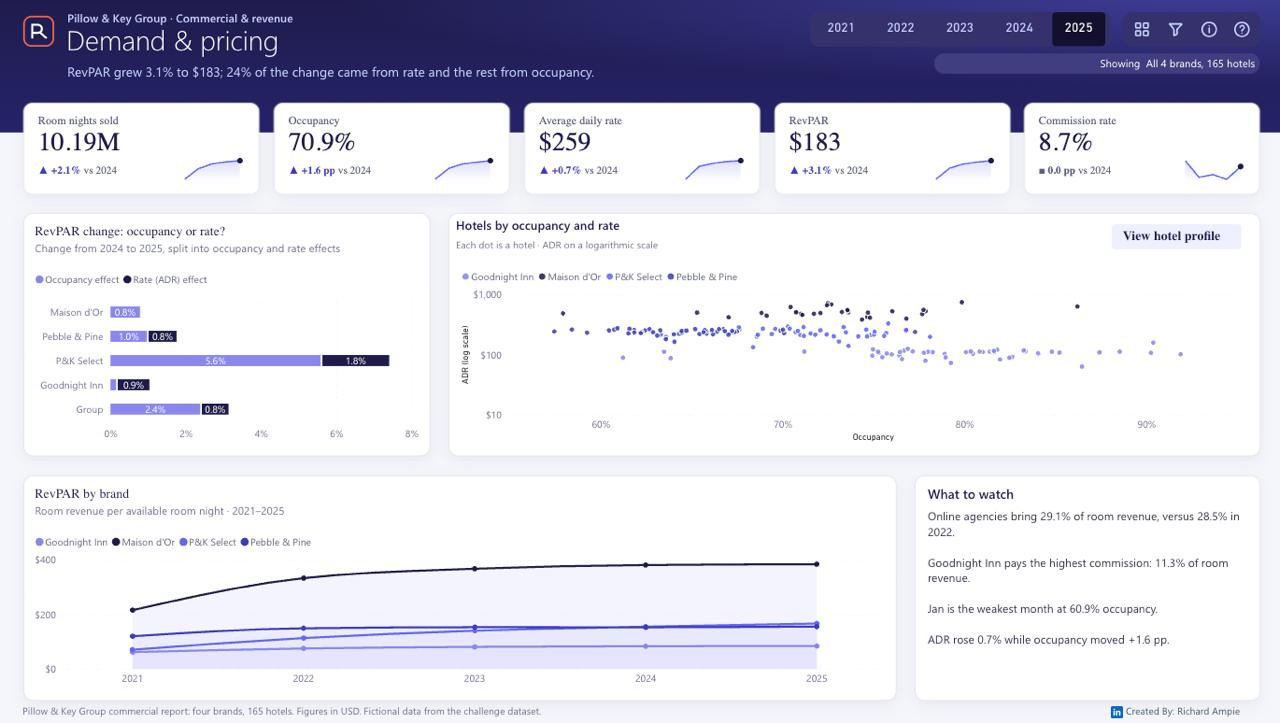 Pillow & Key Group · Commercial & revenue
Demand & pricing
RevPAR grew 3.1% to $183; 24% of the change came from rate and the rest from occupancy.
2021 2022 2023 2024 2025
Showing All 4 brands, 165 hotels
Room nights sold
10.19M
▲ +2.1% vs 2024
Occupancy
70.9%
▲ +1.6 pp vs 2024
Average daily rate
$259
▲ +0.7% vs 2024
RevPAR
$183
▲ +3.1% vs 2024
Commission rate
8.7%
■ 0.0 pp vs 2024
RevPAR change: occupancy or rate?
Change from 2024 to 2025, split into occupancy and rate effects
Occupancy effect Rate (ADR) effect
Maison d'Or 0.8%
Pebble & Pine 1.0% 0.8%
P&K Select 5.6% 1.8%
Goodnight Inn 0.9%
Group 2.4% 0.8%
0% 2% 4% 6% 8%
Hotels by occupancy and rate
Each dot is a hotel · ADR on a logarithmic scale
View hotel profile
Goodnight Inn Maison d'Or P&K Select Pebble & Pine
ADR (log scale)
$1,000
$100
$10
60% 70% 80% 90%
Occupancy
RevPAR by brand
Room revenue per available room night · 2021–2025
Goodnight Inn Maison d'Or P&K Select Pebble & Pine
$400
$200
$0
2021 2022 2023 2024 2025
What to watch
Online agencies bring 29.1% of room revenue, versus 28.5% in
2022.
Goodnight Inn pays the highest commission: 11.3% of room
revenue.
Jan is the weakest month at 60.9% occupancy.
ADR rose 0.7% while occupancy moved +1.6 pp.
Pillow & Key Group commercial report: four brands, 165 hotels. Figures in USD. Fictional data from the challenge dataset.
in Created By: Richard Ampie